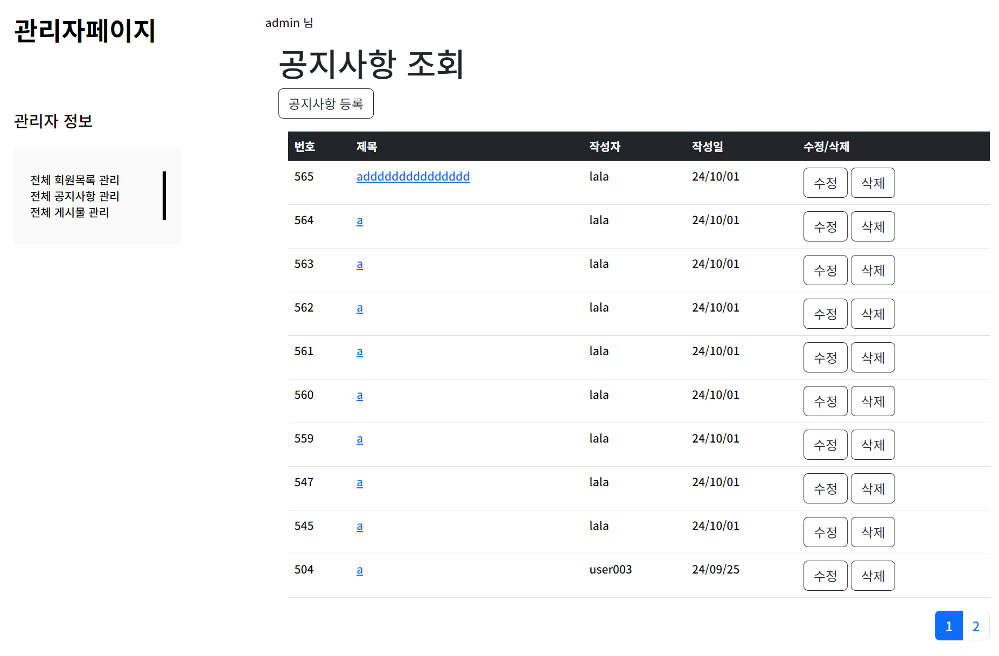 관리자페이지
관리자 정보
전체 회원목록 관리
전체 공지사항 관리
전체 게시물 관리
admin 님
공지사항 조회
공지사항 등록
번호 제목 작성자 작성일 수정/삭제
565 addddddddddddddd lala 24/10/01 수정 삭제
564 a lala 24/10/01 수정 삭제
563 a lala 24/10/01 수정 삭제
562 a lala 24/10/01 수정 삭제
561 a lala 24/10/01 수정 삭제
560 a lala 24/10/01 수정 삭제
559 a lala 24/10/01 수정 삭제
547 a lala 24/10/01 수정 삭제
545 a lala 24/10/01 수정 삭제
504 a user003 24/09/25 수정 삭제
1 2